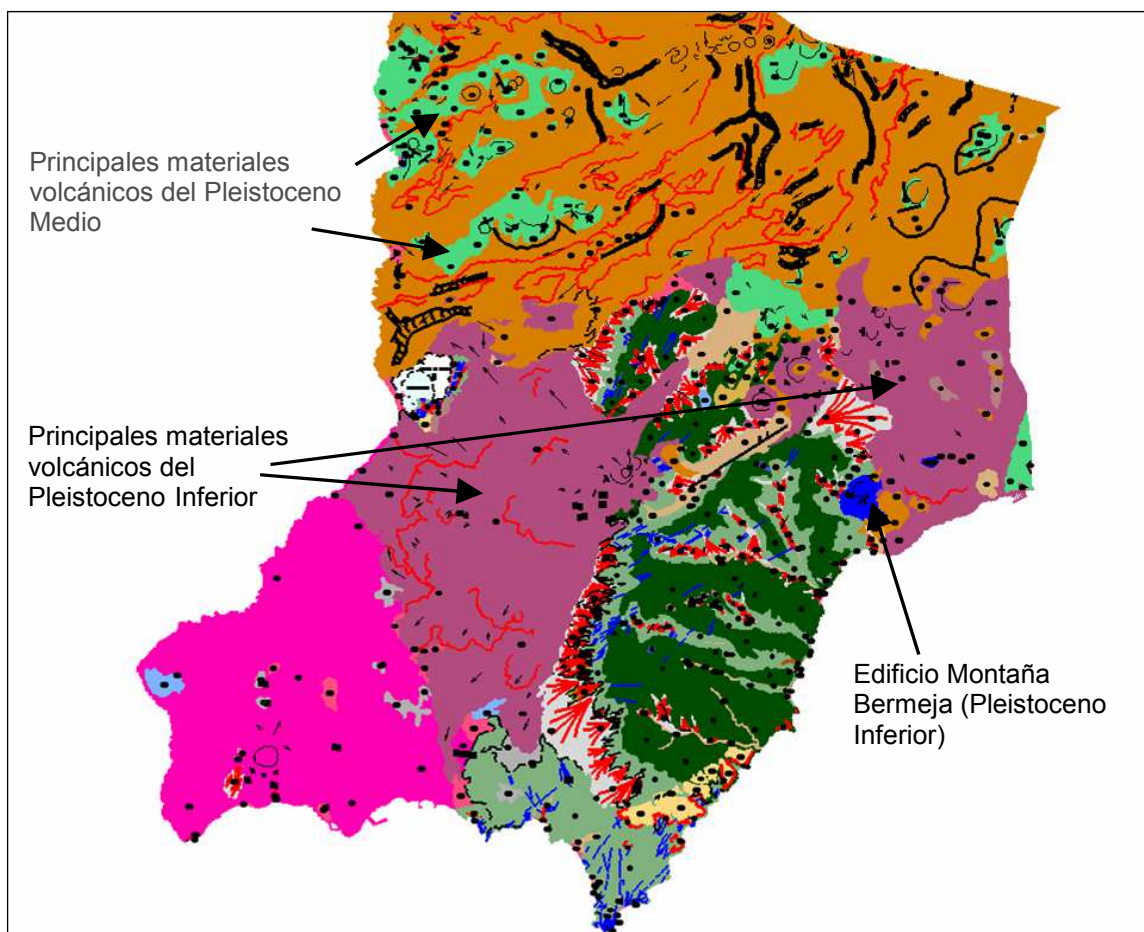 Principales materiales
volcánicos del Pleistoceno
Medio
Principales materiales
volcánicos del
Pleistoceno Inferior
Edificio Montaña
Bermeja (Pleistoceno
Inferior)